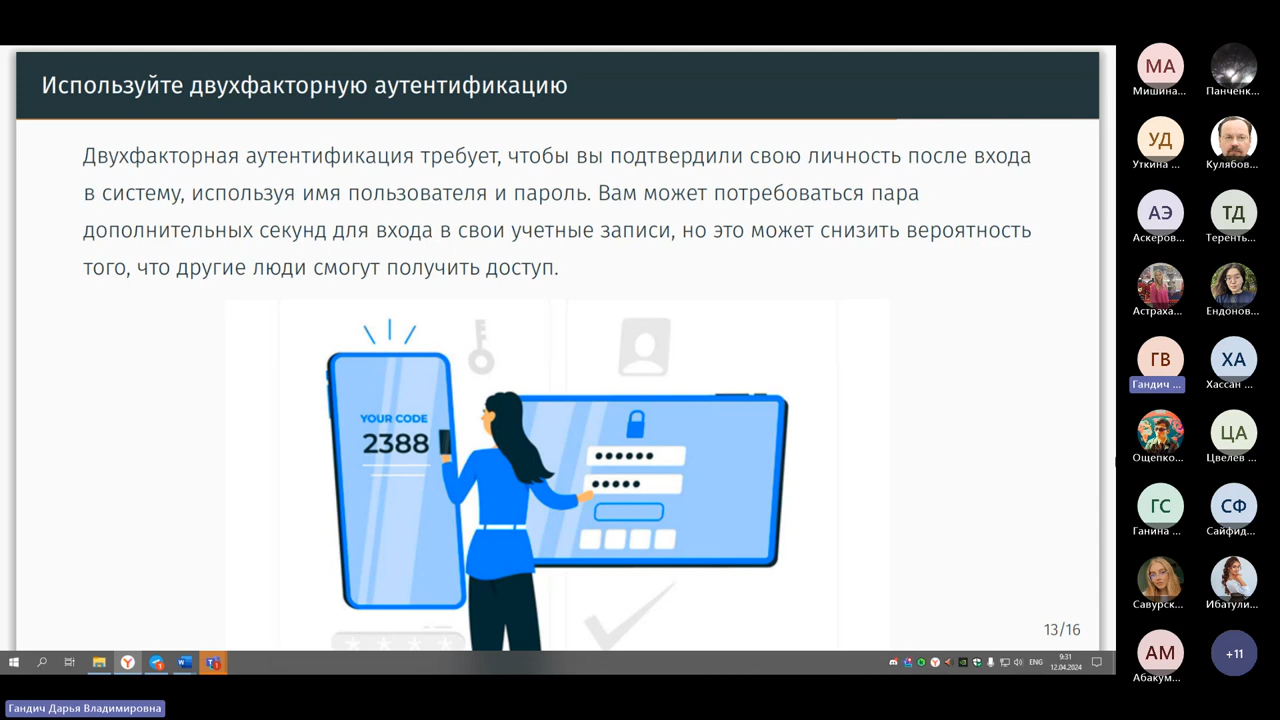 Используйте двухфакторную аутентификацию
Двухфакторная аутентификация требует, чтобы вы подтвердили свою личность после входа
в систему, используя имя пользователя и пароль. Вам может потребоваться пара
дополнительных секунд для входа в свои учетные записи, но это может снизить вероятность
того, что другие люди смогут получить доступ.
YOUR CODE
2388
13/16
ENG
9:31
12.04.2024
Гандич Дарья Владимировна
МА
Мишина...
Панченк...
УД
Уткина ...
Кулябов...
АЭ
Аскеров...
ТД
Теренть...
Астраха...
Ендонов...
ГВ
Гандич ...
ХА
Хассан ...
Ощепко...
ЦА
Цвелев ...
ГС
Ганина ...
СФ
Сайфид...
Савурск...
Ибатули...
АМ
Абакум...
+11